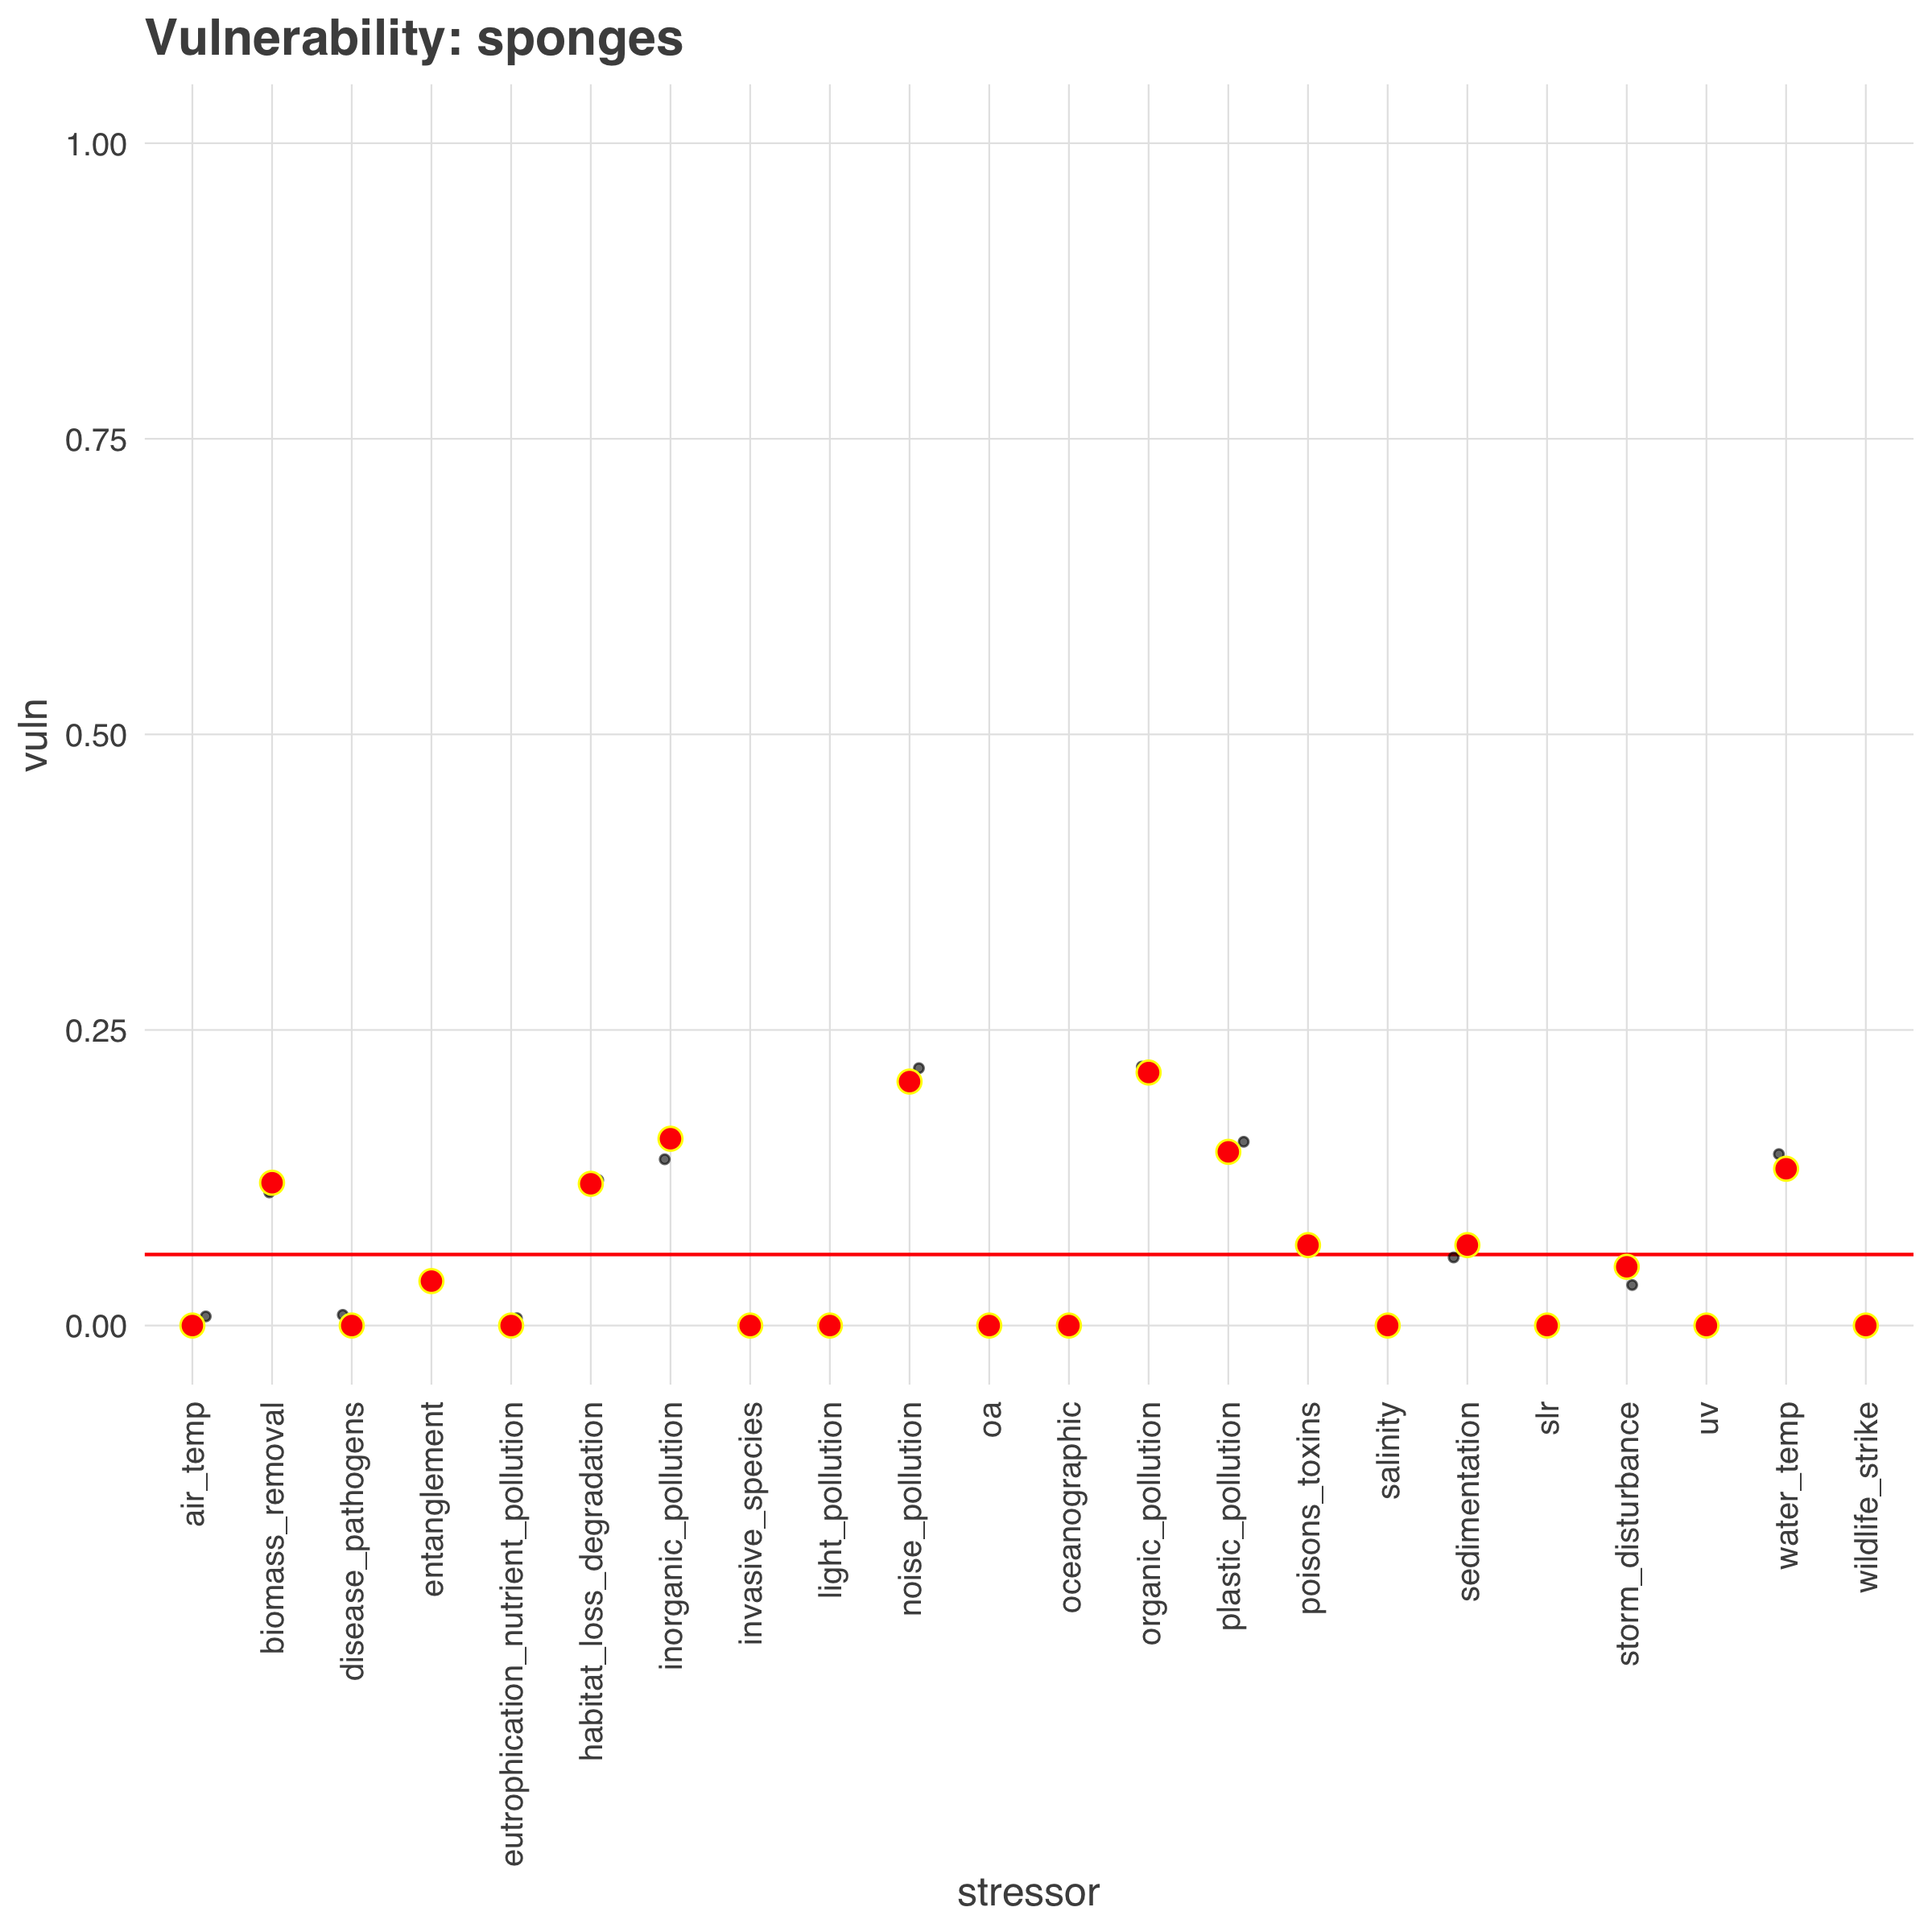 Vulnerability: sponges
1.00
0.75
0.50
0.25
0.00
vuln
air_temp
biomass_removal
disease_pathogens
entanglement
eutrophication_nutrient_pollution
habitat_loss_degradation
inorganic_pollution
invasive_species
light_pollution
noise_pollution
oa
oceanographic
organic_pollution
plastic_pollution
poisons_toxins
salinity
sedimentation
slr
storm_disturbance
uv
water_temp
wildlife_strike
stressor